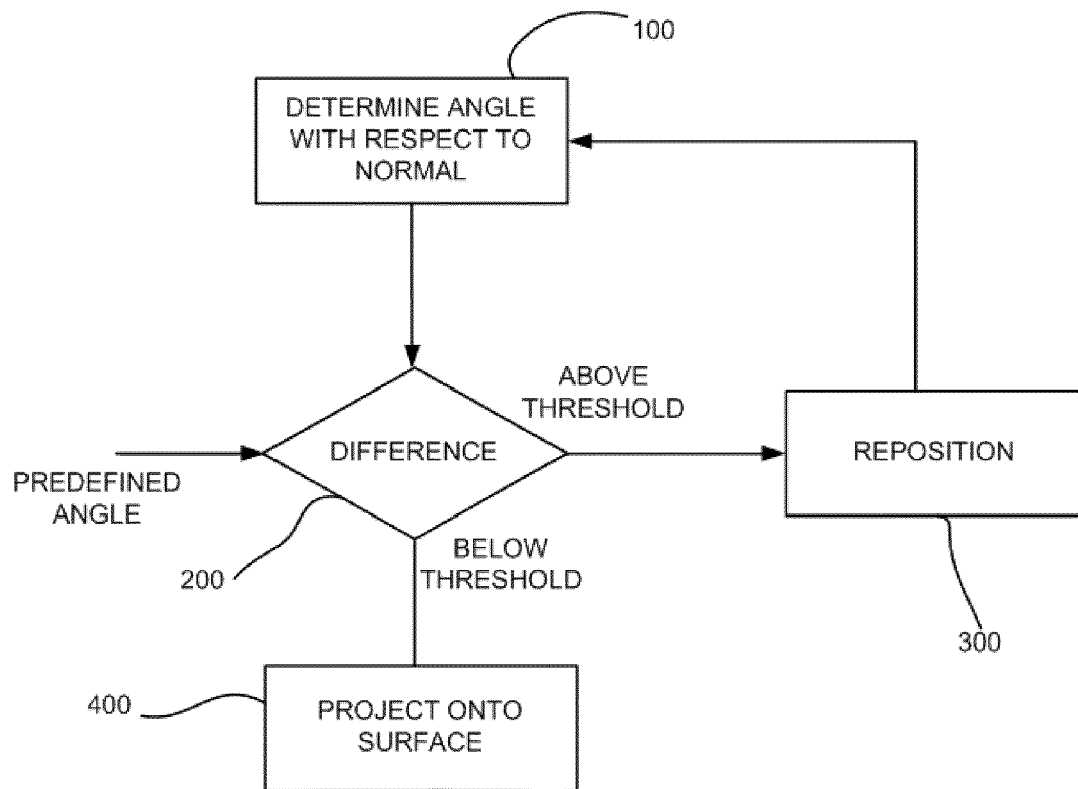 100
DETERMINE ANGLE
WITH RESPECT TO
NORMAL
ABOVE
THRESHOLD
DIFFERENCE
REPOSITION
PREDEFINED
ANGLE
200
BELOW
THRESHOLD
300
400
PROJECT ONTO
SURFACE